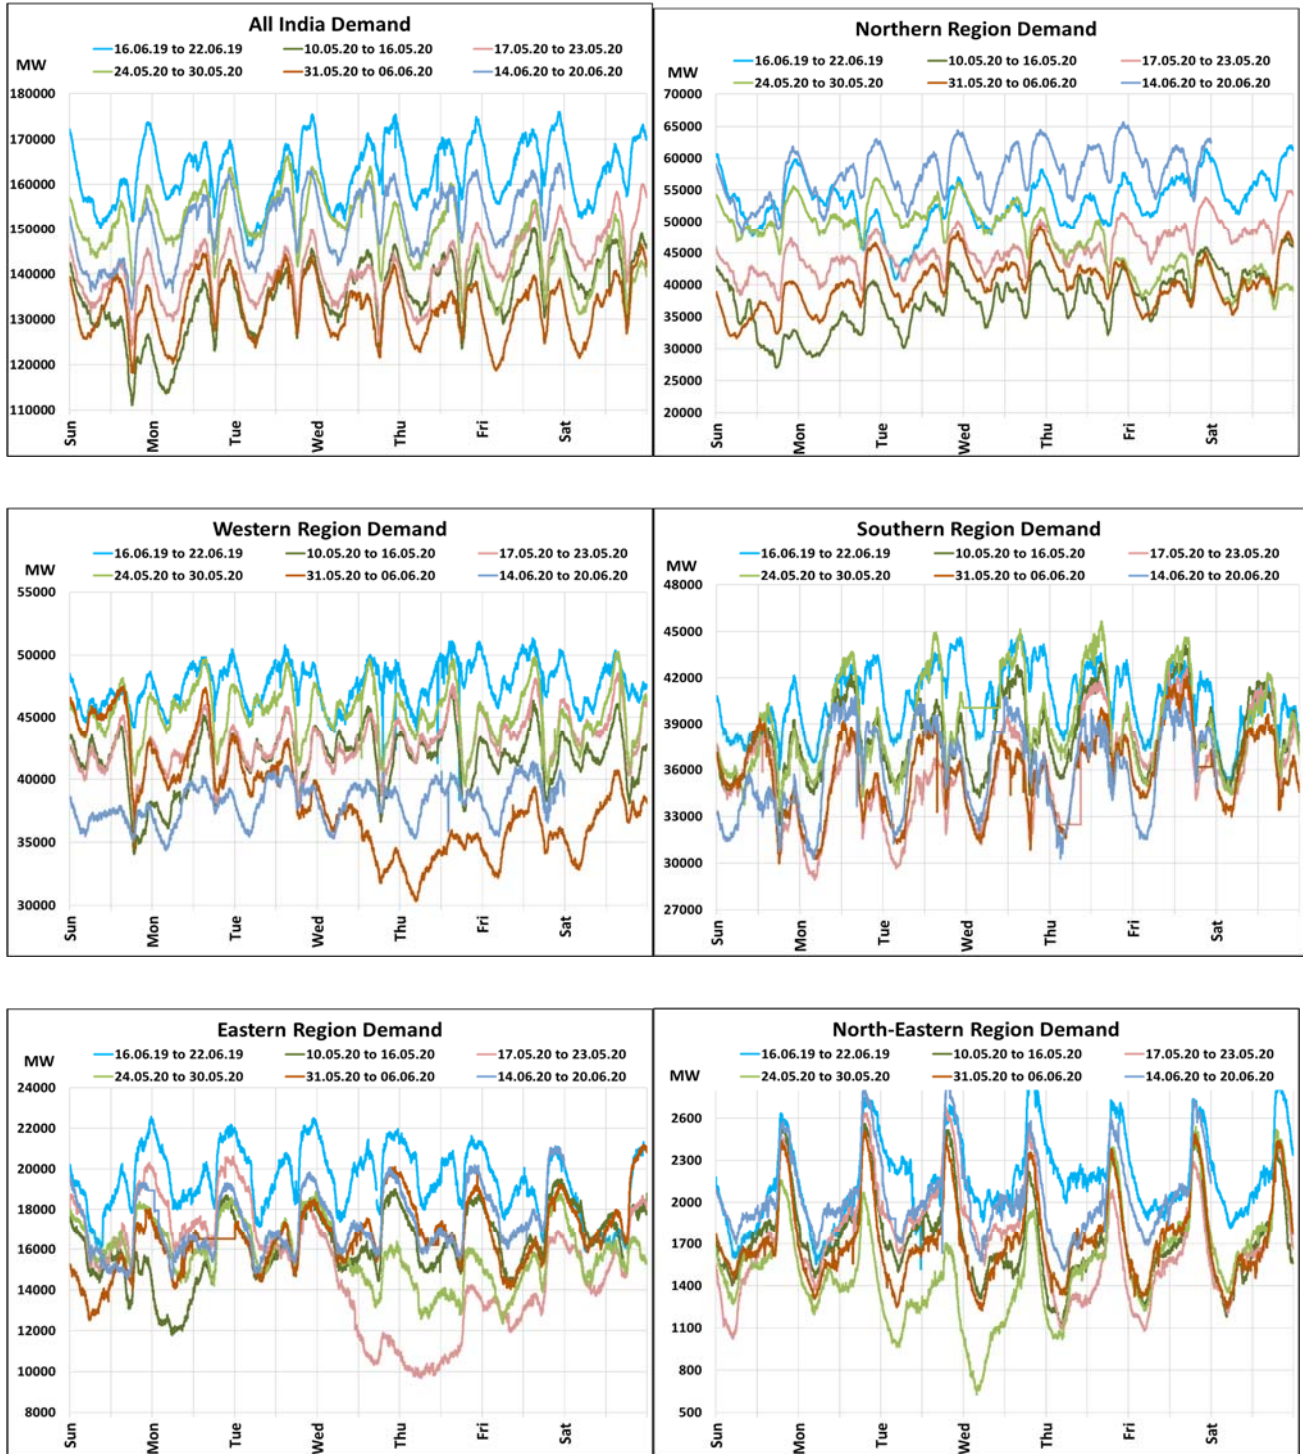 All India Demand
16.06.19 to 22.06.19 10.05.20 to 16.05.20 17.05.20 to 23.05.20
MW
24.05.20 to 30.05.20 31.05.20 to 06.06.20 14.06.20 to 20.06.20
180000
170000
160000
150000
140000
130000
120000
110000
Sun Mon Tue Wed Thu Fri Sat
Northern Region Demand
16.06.19 to 22.06.19 10.05.20 to 16.05.20 17.05.20 to 23.05.20
MW
24.05.20 to 30.05.20 31.05.20 to 06.06.20 14.06.20 to 20.06.20
70000
65000
60000
55000
50000
45000
40000
35000
30000
25000
20000
Sun Mon Tue Wed Thu Fri Sat
Western Region Demand
16.06.19 to 22.06.19 10.05.20 to 16.05.20 17.05.20 to 23.05.20
MW
24.05.20 to 30.05.20 31.05.20 to 06.06.20 14.06.20 to 20.06.20
55000
50000
45000
40000
35000
30000
Sun Mon Tue Wed Thu Fri Sat
Southern Region Demand
16.06.19 to 22.06.19 10.05.20 to 16.05.20 17.05.20 to 23.05.20
MW
24.05.20 to 30.05.20 31.05.20 to 06.06.20 14.06.20 to 20.06.20
48000
45000
42000
39000
36000
33000
30000
27000
Sun Mon Tue Wed Thu Fri Sat
Eastern Region Demand
16.06.19 to 22.06.19 10.05.20 to 16.05.20 17.05.20 to 23.05.20
MW
24.05.20 to 30.05.20 31.05.20 to 06.06.20 14.06.20 to 20.06.20
24000
22000
20000
18000
16000
14000
12000
10000
8000
Sun Mon Tue Wed Thu Fri Sat
North-Eastern Region Demand
16.06.19 to 22.06.19 10.05.20 to 16.05.20 17.05.20 to 23.05.20
MW
24.05.20 to 30.05.20 31.05.20 to 06.06.20 14.06.20 to 20.06.20
2600
2300
2000
1700
1400
1100
800
500
Sun Mon Tue Wed Thu Fri Sat